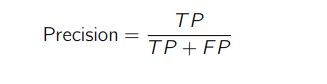 Precision = TP / (TP + FP)